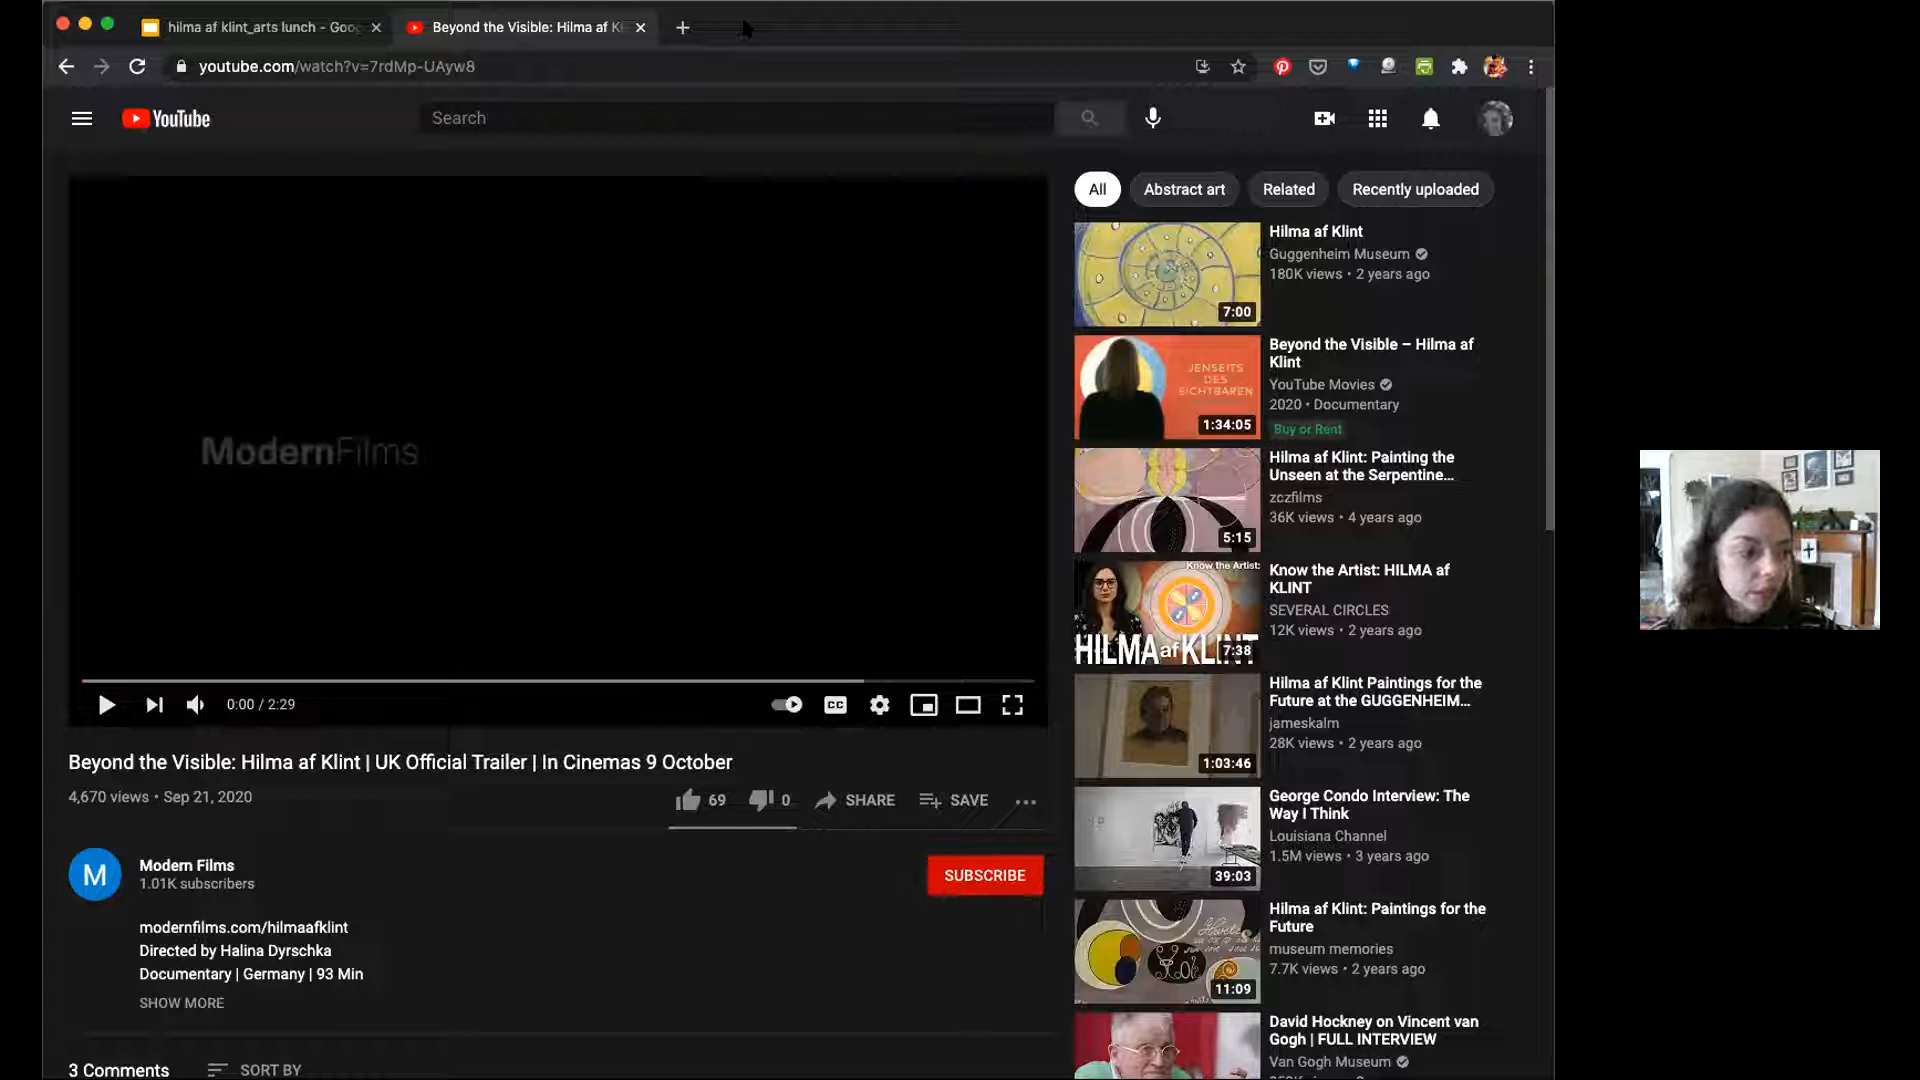 hilma af klint_arts lunch - Goog
Beyond the Visible: Hilma af Kl
youtube.com/watch?v=7rdMp-UAyw8
YouTube
Search
ModernFilms
0:00 / 2:29
CC
Beyond the Visible: Hilma af Klint | UK Official Trailer | In Cinemas 9 October
4,670 views • Sep 21, 2020
69
0
SHARE
SAVE
M
Modern Films
1.01K subscribers
SUBSCRIBE
modernfilms.com/hilmaafklint
Directed by Halina Dyrschka
Documentary | Germany | 93 Min
SHOW MORE
3 Comments
SORT BY
All
Abstract art
Related
Recently uploaded
7:00
Hilma af Klint
Guggenheim Museum
180K views • 2 years ago
JENSEITS
DES
SICHTBAREN
1:34:05
Beyond the Visible – Hilma af
Klint
YouTube Movies
2020 • Documentary
Buy or Rent
5:15
Hilma af Klint: Painting the
Unseen at the Serpentine...
zczfilms
36K views • 4 years ago
Know the Artist:
HILMA af KLINT
7:38
Know the Artist: HILMA af
KLINT
SEVERAL CIRCLES
12K views • 2 years ago
1:03:46
Hilma af Klint Paintings for the
Future at the GUGGENHEIM...
jameskalm
28K views • 2 years ago
39:03
George Condo Interview: The
Way I Think
Louisiana Channel
1.5M views • 3 years ago
11:09
Hilma af Klint: Paintings for the
Future
museum memories
7.7K views • 2 years ago
David Hockney on Vincent van
Gogh | FULL INTERVIEW
Van Gogh Museum